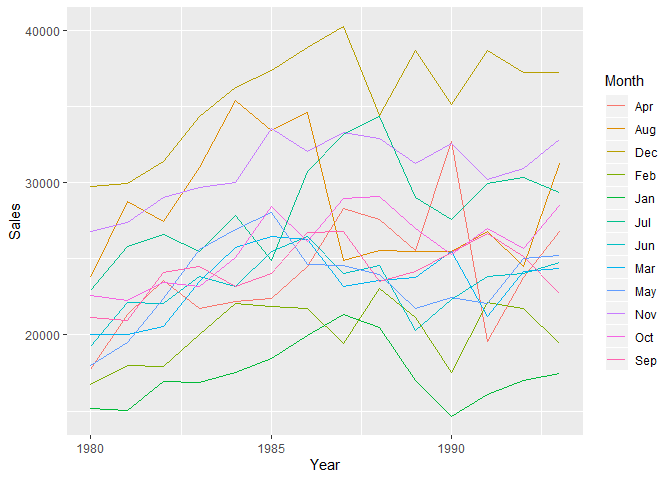 40000
30000
20000
Sales
1980
1985
1990
Year
Month
Apr
Aug
Dec
Feb
Jan
Jul
Jun
Mar
May
Nov
Oct
Sep